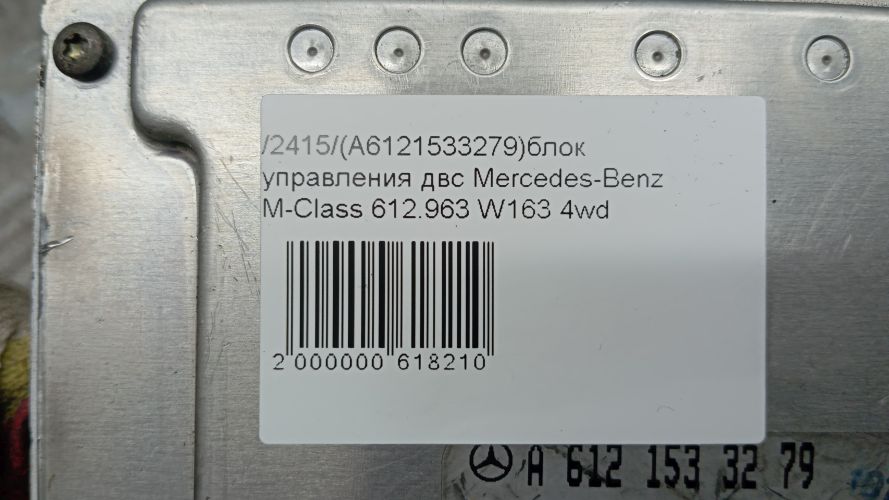 /2415/(A6121533279)блок
управления двс Mercedes-Benz
M-Class 612.963 W163 4wd
2 000000 618210
A 612 153 32 79